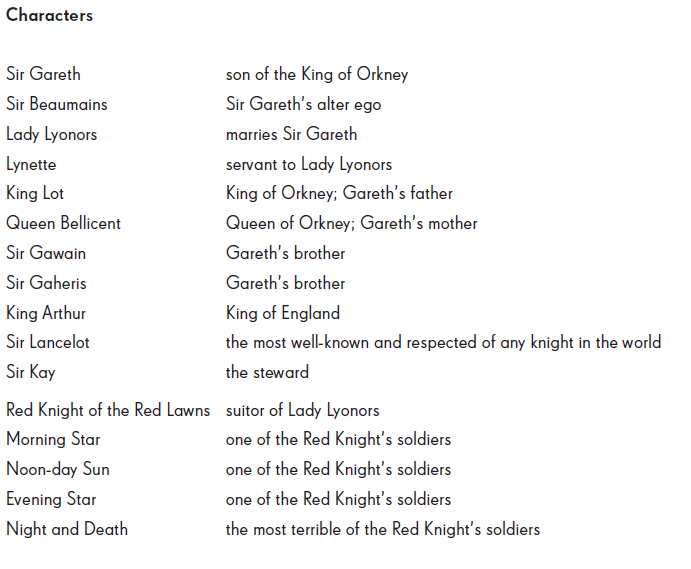 Characters
Sir Gareth son of the King of Orkney
Sir Beaumains Sir Gareth's alter ego
Lady Lyonors marries Sir Gareth
Lynette servant to Lady Lyonors
King Lot King of Orkney; Gareth's father
Queen Bellicent Queen of Orkney; Gareth's mother
Sir Gawain Gareth's brother
Sir Gaheris Gareth's brother
King Arthur King of England
Sir Lancelot the most well-known and respected of any knight in the world
Sir Kay the steward
Red Knight of the Red Lawns suitor of Lady Lyonors
Morning Star one of the Red Knight's soldiers
Noon-day Sun one of the Red Knight's soldiers
Evening Star one of the Red Knight's soldiers
Night and Death the most terrible of the Red Knight's soldiers